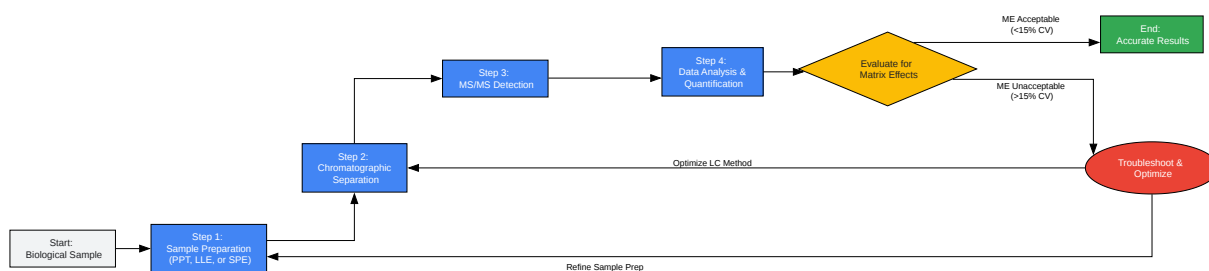 Start:
Biological Sample
Step 1:
Sample Preparation
(PPT, LLE, or SPE)
Step 2:
Chromatographic
Separation
Step 3:
MS/MS Detection
Step 4:
Data Analysis &
Quantification
Evaluate for
Matrix Effects
ME Acceptable
(<15% CV)
End:
Accurate Results
ME Unacceptable
(>15% CV)
Troubleshoot &
Optimize
Optimize LC Method
Refine Sample Prep